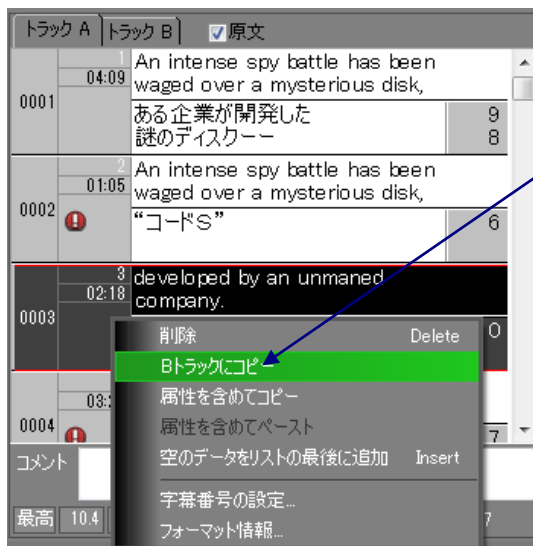 トラック A トラック B 原文
1
04:09
0001
An intense spy battle has been
waged over a mysterious disk,
ある企業が開発した 9
謎のディスクーー 8
2
01:05
0002
An intense spy battle has been
waged over a mysterious disk,
“コードS” 6
3
02:18
0003
developed by an unmaned
company.
0
削除 Delete
Bトラックにコピー
属性を含めてコピー
属性を含めてペースト
空のデータをリストの最後に追加 Insert
字幕番号の設定...
フォーマット情報...
0004
7
コメント
最高 10.4